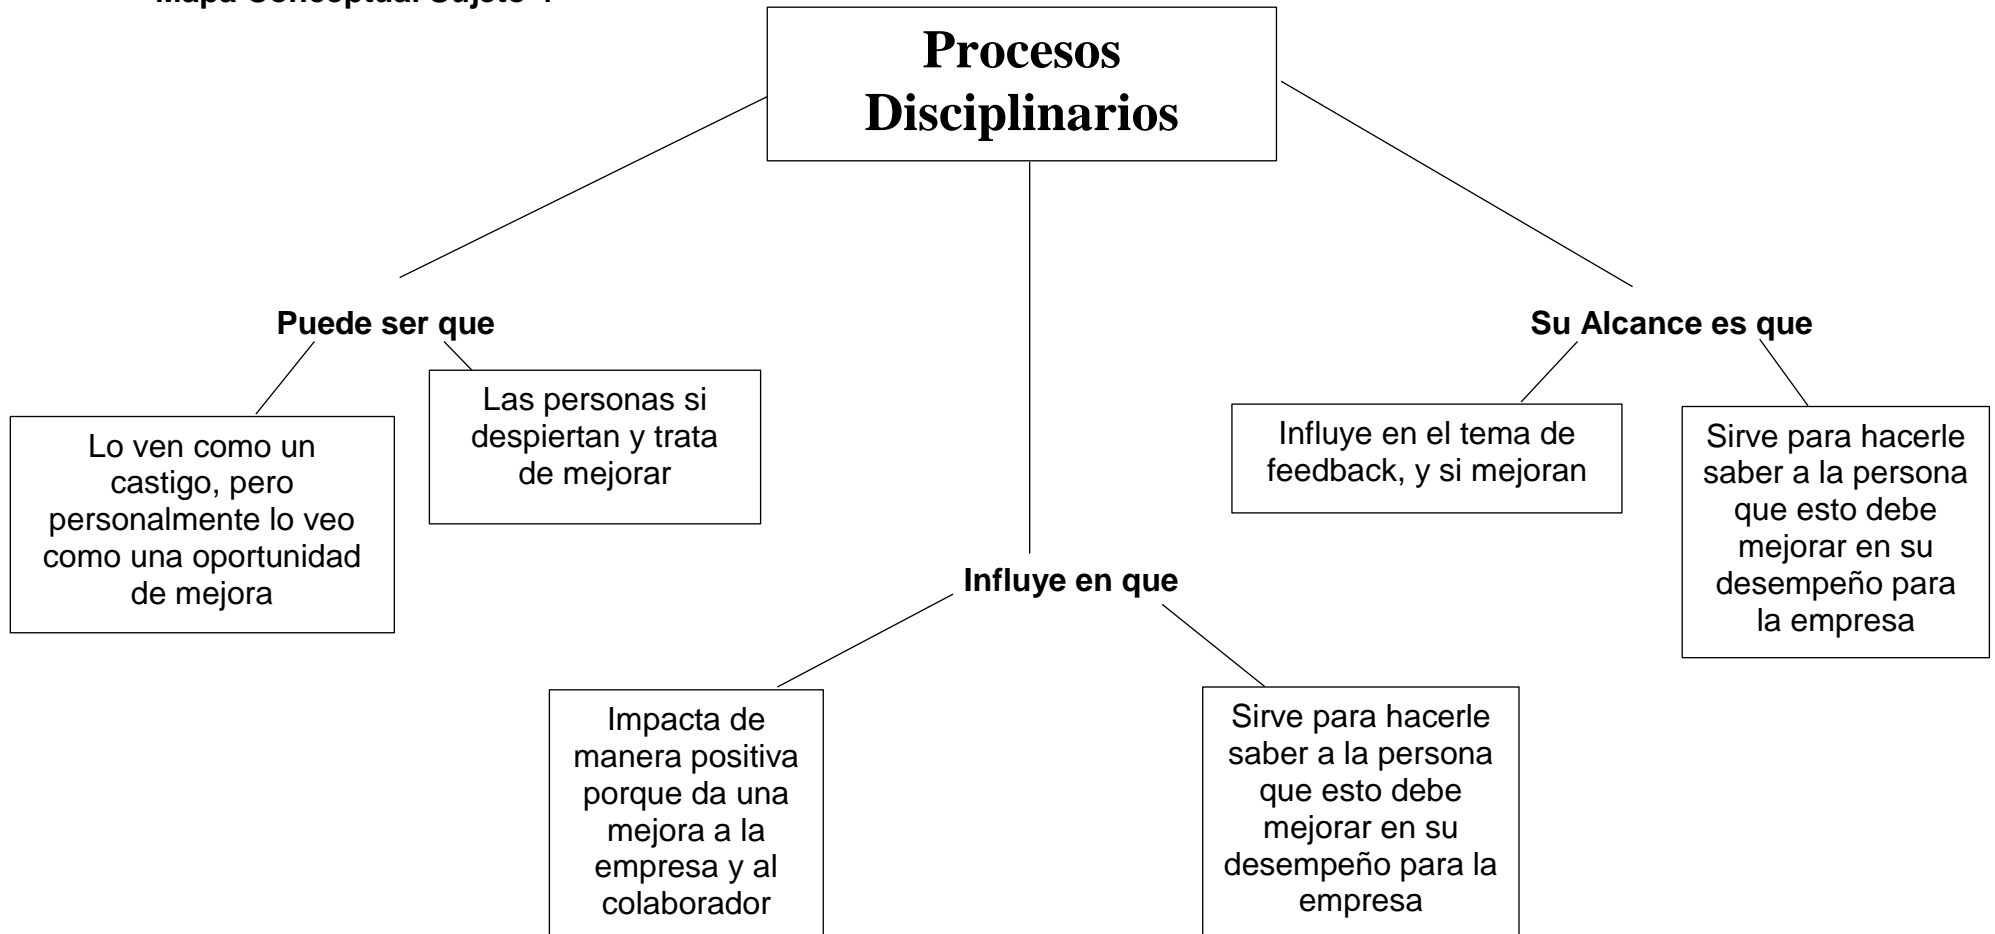 Mapa Conceptual Sujeto
Procesos
Disciplinarios
Puede ser que
Lo ven como un
castigo, pero
personalmente lo veo
como una oportunidad
de mejora
Las personas si
despiertan y trata
de mejorar
Influye en que
Impacta de
manera positiva
porque da una
mejora a la
empresa y al
colaborador
Sirve para hacerle
saber a la persona
que esto debe
mejorar en su
desempeño para la
empresa
Su Alcance es que
Influye en el tema de
feedback, y si mejoran
Sirve para hacerle
saber a la persona
que esto debe
mejorar en su
desempeño para
la empresa